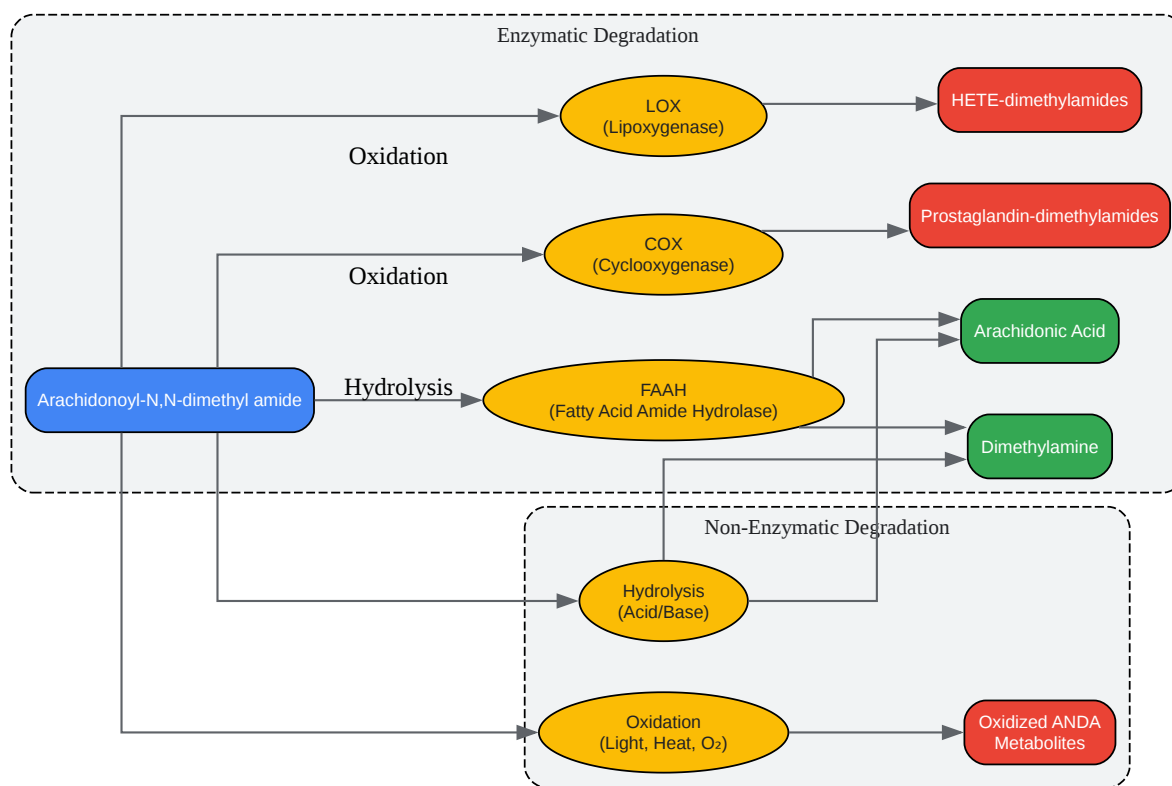 Enzymatic Degradation
LOX
(Lipoxygenase)
HETE-dimethylamides
Oxidation
Prostaglandin-dimethylamides
COX
(Cyclooxygenase)
Oxidation
Arachidonic Acid
Arachidonoyl-N,N-dimethyl amide
Hydrolysis
FAAH
(Fatty Acid Amide Hydrolase)
Dimethylamine
Non-Enzymatic Degradation
Hydrolysis
(Acid/Base)
Oxidation
(Light, Heat, O₂)
Oxidized ANDA
Metabolites